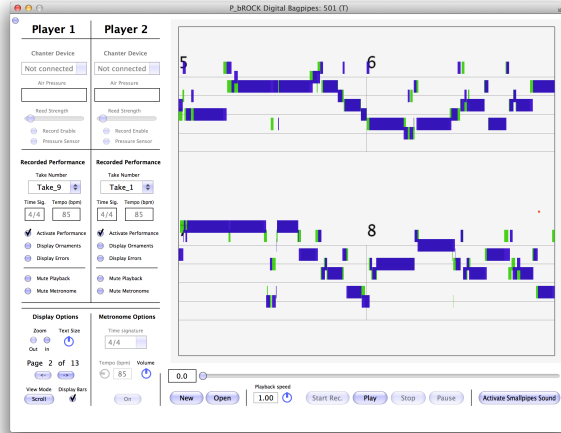 P_bROCK Digital Bagpipes: 501 (T)
Player 1 Player 2
Chanter Device Chanter Device
Not connected Not connected
Air Pressure Air Pressure
Reed Strength Reed Strength
Record Enable Record Enable
Pressure Sensor Pressure Sensor
Recorded Performance Recorded Performance
Take Number Take Number
Take_9 Take_1
Time Sig. Tempo (bpm) Time Sig. Tempo (bpm)
4/4 85 4/4 85
Activate Performance Activate Performance
Display Ornaments Display Ornaments
Display Errors Display Errors
Mute Playback Mute Playback
Mute Metronome Mute Metronome
Display Options Metronome Options
Zoom Text Size Time signature
Out In 4/4
Page 2 of 13 Tempo (bpm) Volume
<- -> 85
View Mode Display Bars
Scroll On
5 6
7 8
0.0
Playback speed
New Open 1.00 Start Rec. Play Stop Pause Activate Smallpipes Sound